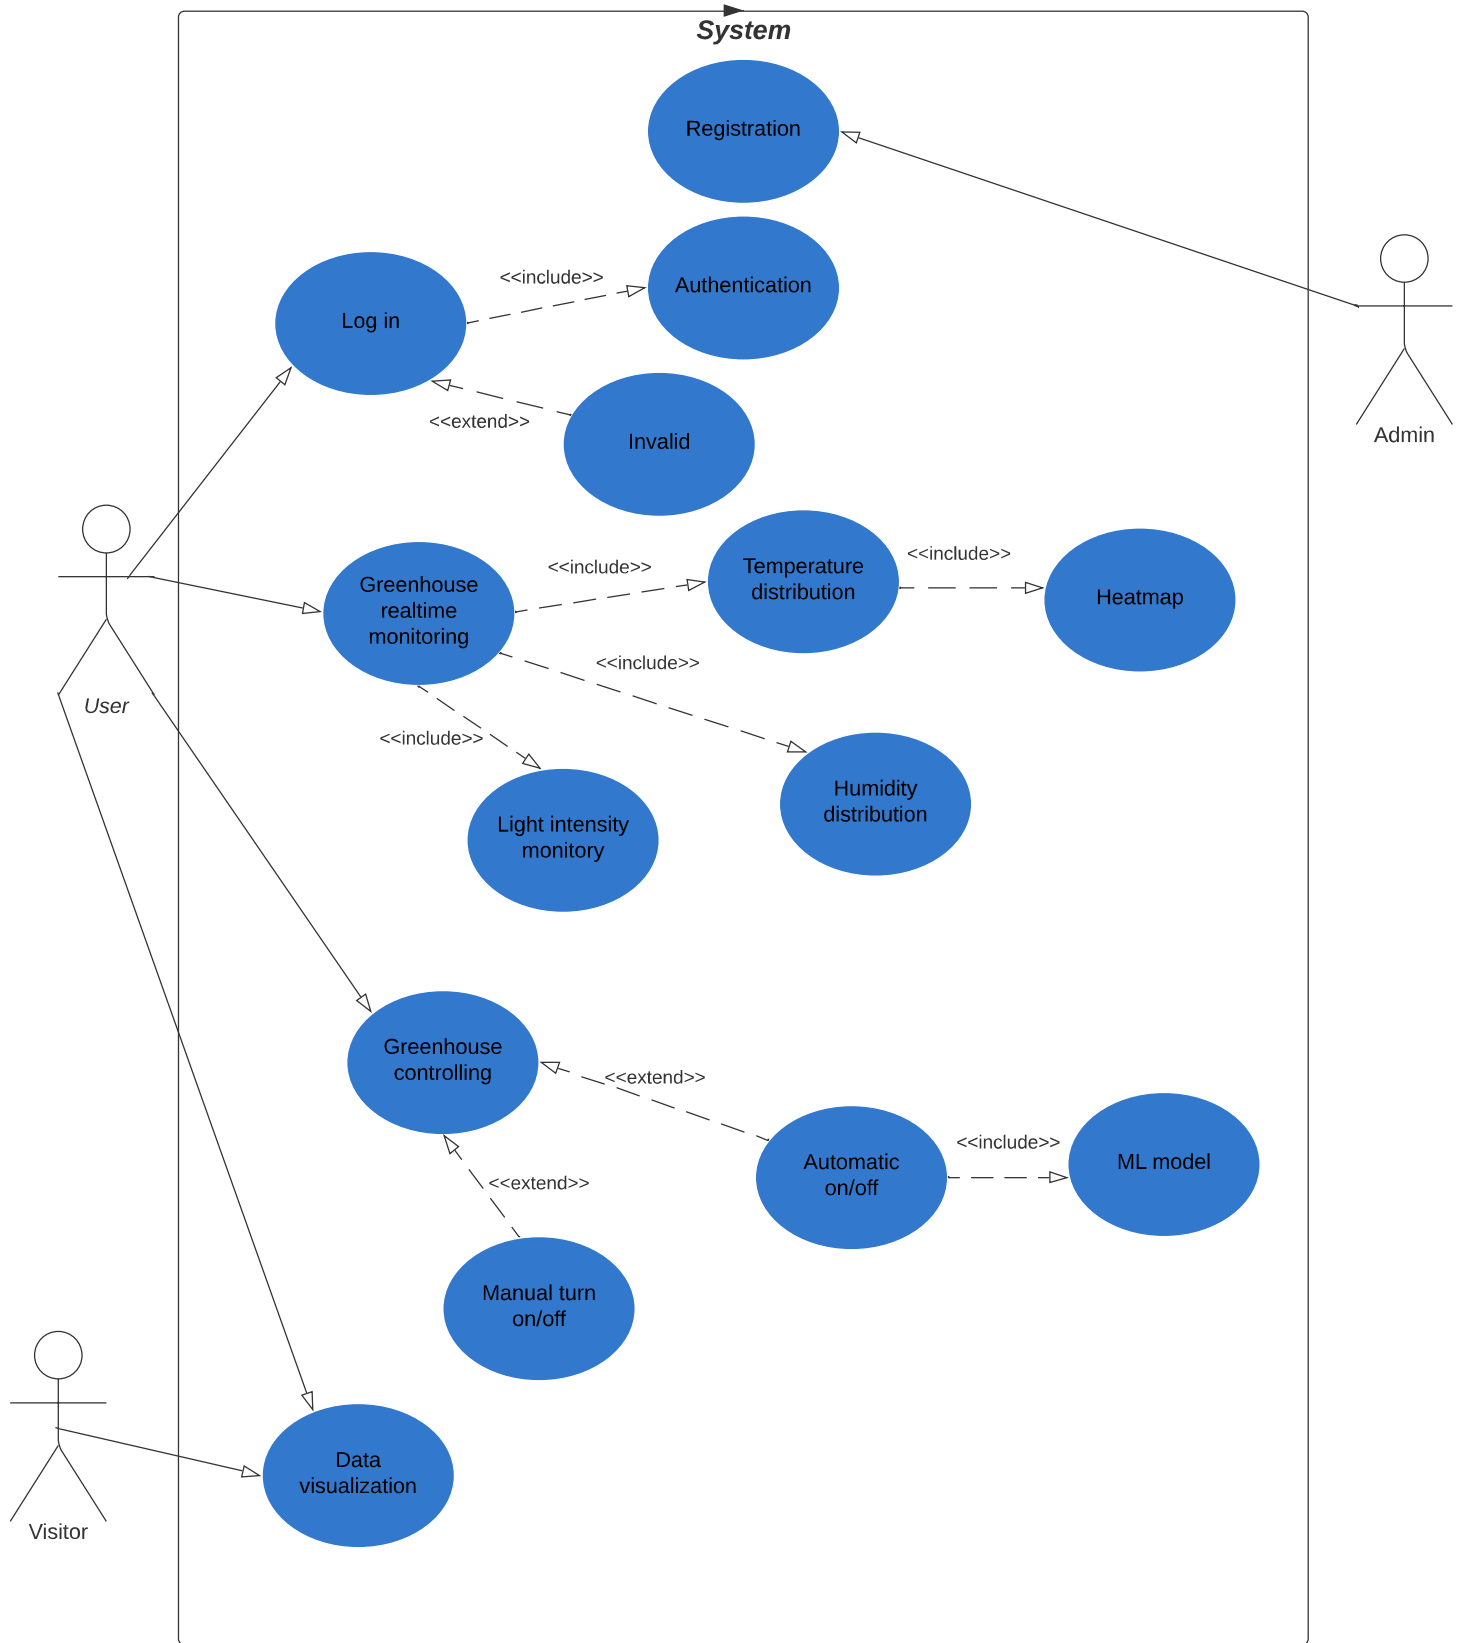 System
Registration
<<include>>
Authentication
Log in
<<extend>>
Invalid
Admin
<<include>>
Temperature
distribution
<<include>>
Heatmap
Greenhouse
realtime
monitoring
<<include>>
User
<<include>>
Humidity
distribution
Light intensity
monitory
Greenhouse
controlling
<<extend>>
<<include>>
Automatic
on/off
ML model
<<extend>>
Manual turn
on/off
Data
visualization
Visitor